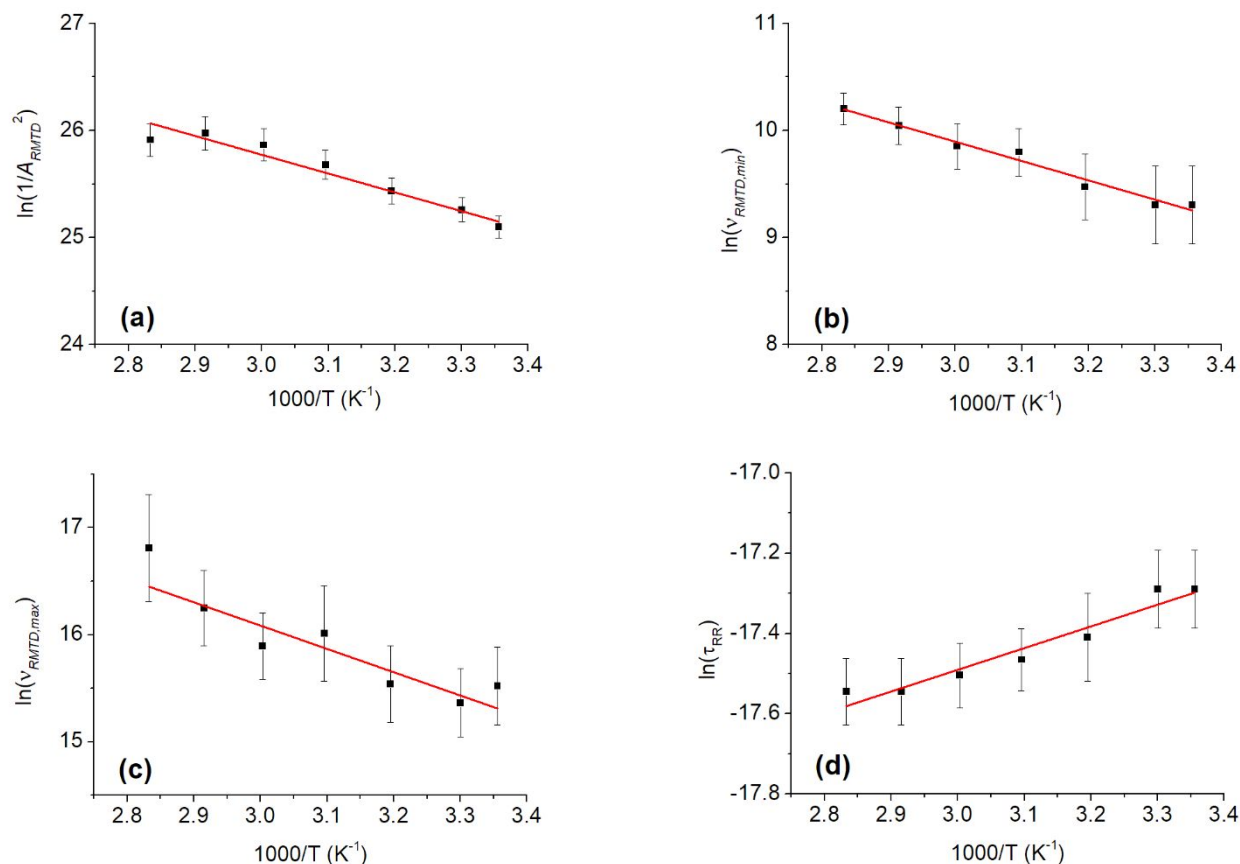 27
26
25
24
ln(1/A_RMTD^2)
(a)
2.8 2.9 3.0 3.1 3.2 3.3 3.4
1000/T (K^-1)
11
10
9
8
ln(ν_RMTD,min)
(b)
2.8 2.9 3.0 3.1 3.2 3.3 3.4
1000/T (K^-1)
17
16
15
ln(ν_RMTD,max)
(c)
2.8 2.9 3.0 3.1 3.2 3.3 3.4
1000/T (K^-1)
-17.0
-17.2
-17.4
-17.6
-17.8
ln(τ_RR)
(d)
2.8 2.9 3.0 3.1 3.2 3.3 3.4
1000/T (K^-1)